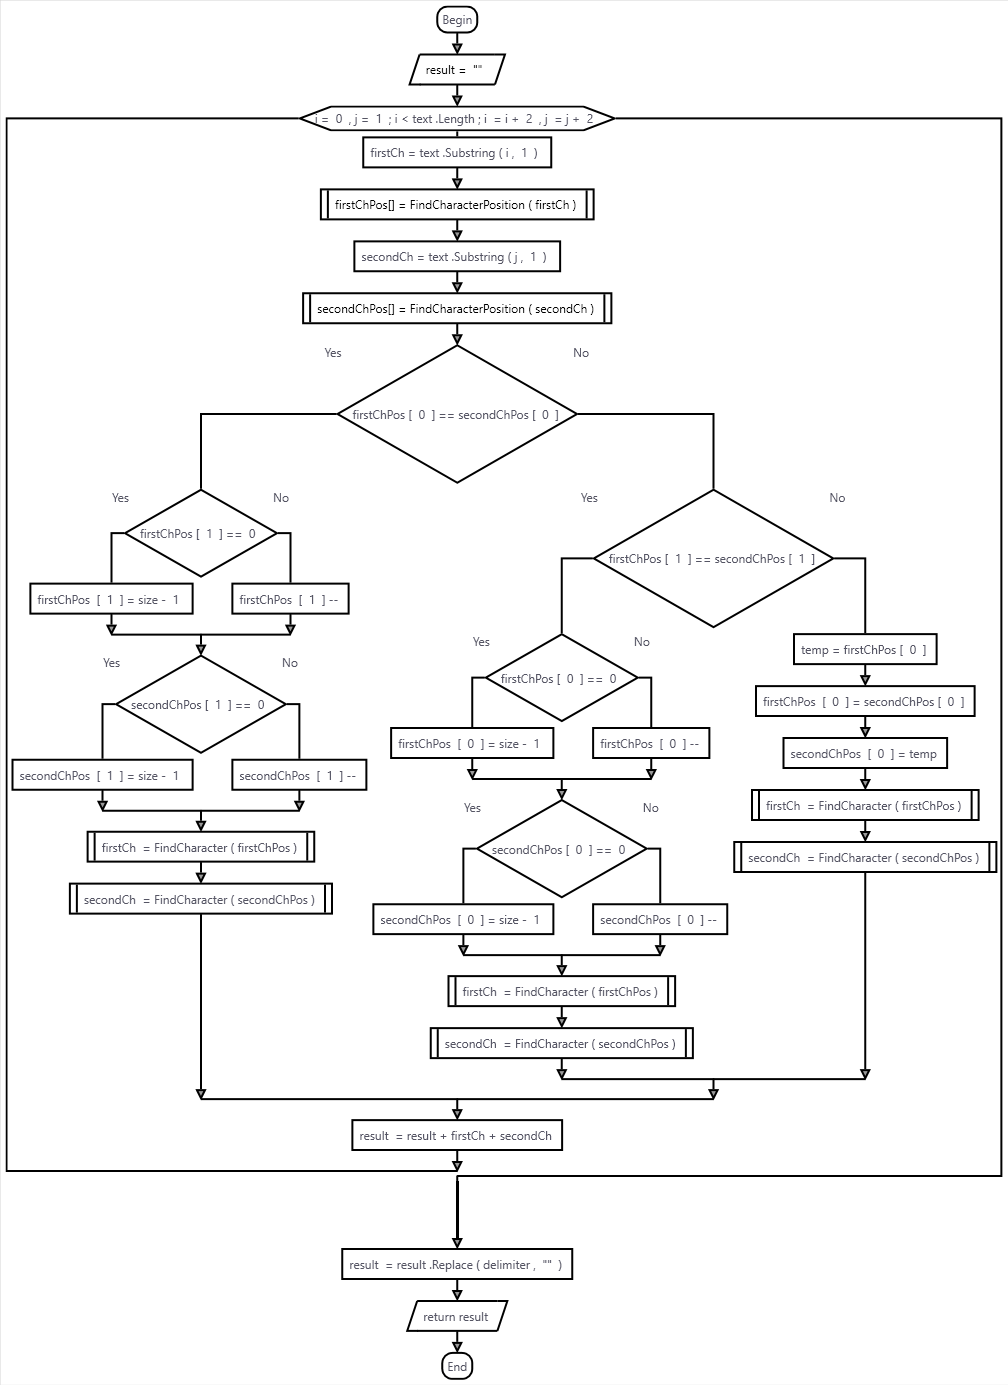 Begin
result = ""
i = 0 , j = 1 ; i < text .Length ; i = i + 2 , j = j + 2
firstCh = text .Substring ( i , 1 )
firstChPos[] = FindCharacterPosition ( firstCh )
secondCh = text .Substring ( j , 1 )
secondChPos[] = FindCharacterPosition ( secondCh )
Yes
No
firstChPos [ 0 ] == secondChPos [ 0 ]
Yes
No
firstChPos [ 1 ] == 0
firstChPos [ 1 ] = size - 1
firstChPos [ 1 ] --
Yes
No
secondChPos [ 1 ] == 0
secondChPos [ 1 ] = size - 1
secondChPos [ 1 ] --
firstCh = FindCharacter ( firstChPos )
secondCh = FindCharacter ( secondChPos )
Yes
No
firstChPos [ 1 ] == secondChPos [ 1 ]
Yes
No
firstChPos [ 0 ] == 0
firstChPos [ 0 ] = size - 1
firstChPos [ 0 ] --
Yes
No
secondChPos [ 0 ] == 0
secondChPos [ 0 ] = size - 1
secondChPos [ 0 ] --
firstCh = FindCharacter ( firstChPos )
secondCh = FindCharacter ( secondChPos )
temp = firstChPos [ 0 ]
firstChPos [ 0 ] = secondChPos [ 0 ]
secondChPos [ 0 ] = temp
firstCh = FindCharacter ( firstChPos )
secondCh = FindCharacter ( secondChPos )
result = result + firstCh + secondCh
result = result .Replace ( delimiter , "" )
return result
End